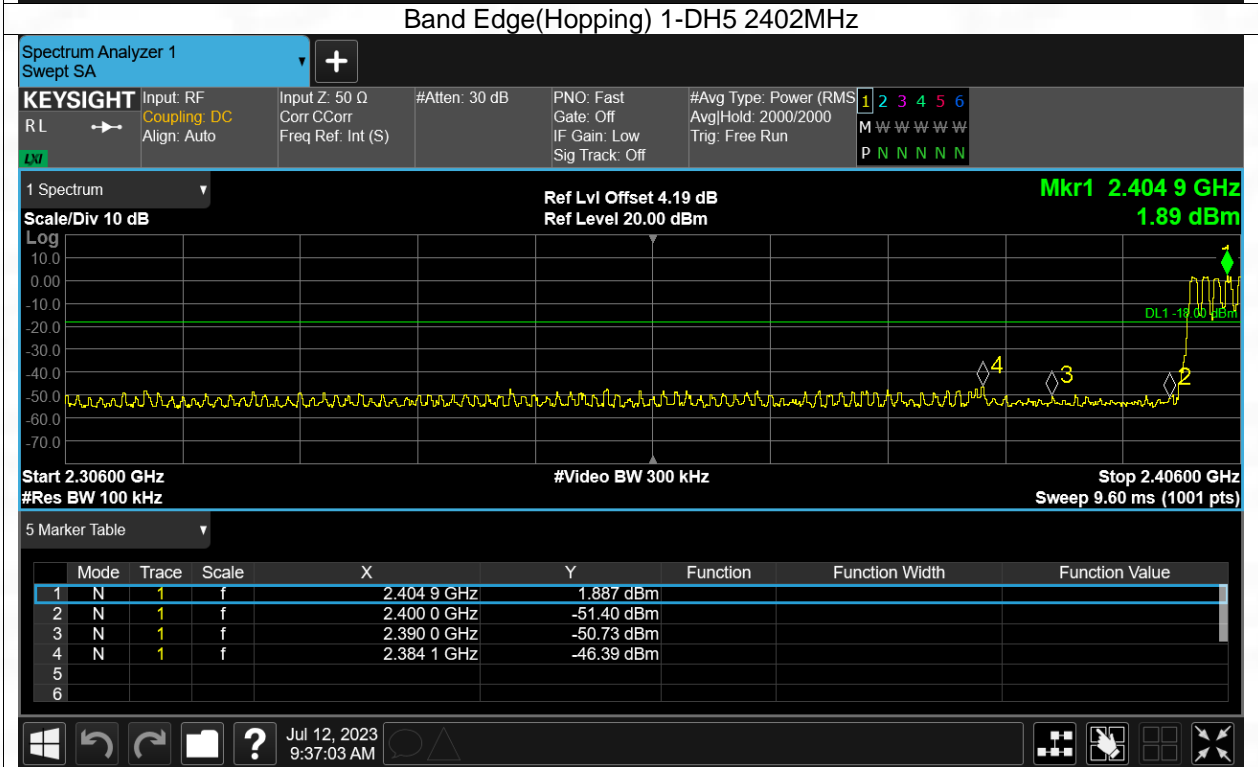 Band Edge(Hopping) 1-DH5 2402MHz
Spectrum Analyzer 1
Swept SA
+
KEYSIGHT Input: RF Input Z: 50 Ω #Atten: 30 dB PNO: Fast #Avg Type: Power (RMS 1 2 3 4 5 6
R L Coupling: DC Corr CCorr Gate: Off Avg|Hold: 2000/2000 M W W W W W
Align: Auto Freq Ref: Int (S) IF Gain: Low Trig: Free Run
LXI Sig Track: Off P N N N N N
1 Spectrum Ref Lvl Offset 4.19 dB Mkr1 2.404 9 GHz
Scale/Div 10 dB Ref Level 20.00 dBm 1.89 dBm
Log
1
10.0
0.00
-10.0
DL1 -18.00 dBm
-20.0
-30.0
4 3 2
-40.0
-50.0
-60.0
-70.0
Start 2.30600 GHz #Video BW 300 kHz Stop 2.40600 GHz
#Res BW 100 kHz Sweep 9.60 ms (1001 pts)
5 Marker Table
Mode Trace Scale X Y Function Function Width Function Value
1 N 1 f 2.404 9 GHz 1.887 dBm
2 N 1 f 2.400 0 GHz -51.40 dBm
3 N 1 f 2.390 0 GHz -50.73 dBm
4 N 1 f 2.384 1 GHz -46.39 dBm
5
6
? Jul 12, 2023
9:37:03 AM